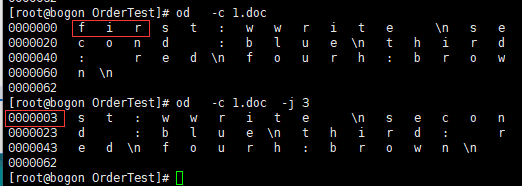 [root@bogon OrderTest]# od   -c 1.doc
0000000   f   i   r   s   t   :   w   w   r   i   t   e      \n   s   e
0000020   c   o   n   d       :   b   l   u   e  \n   t   h   i   r   d
0000040   :       r   e   d  \n   f   o   u   r   h   :   b   r   o   w
0000060   n  \n
0000062
[root@bogon OrderTest]# od   -c 1.doc  -j 3
0000003   s   t   :   w   w   r   i   t   e      \n   s   e   c   o   n
0000023   d       :   b   l   u   e  \n   t   h   i   r   d   :       r
0000043   e   d  \n   f   o   u   r   h   :   b   r   o   w   n  \n
0000062
[root@bogon OrderTest]#